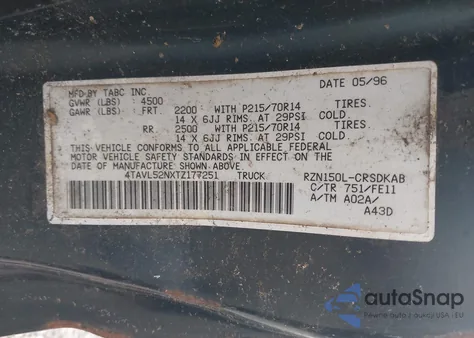 MFD·BY TABC INC. DATE 05/96
GVWR (LBS) 4500
GAWR (LBS) FRT 2200 WITH P215/70R14 TIRES
14 X 6JJ RIMS. AT 29PSI COLD.
RR 2500 WITH P215/70R14 TIRES
14 X 6JJ RIMS. AT 29PSI COLD.
THIS VEHICLE CONFORMS TO ALL APPLICABLE FEDERAL
MOTOR VEHICLE SAFETY STANDARDS IN EFFECT ON THE
DATE OF MANUFACTURE SHOWN ABOVE
4TAVL52NXTZ177251 TRUCK RZN150L-CRSDKAB
C/TR 751/FE11
A/TM A02A/
A43D
autoSnap